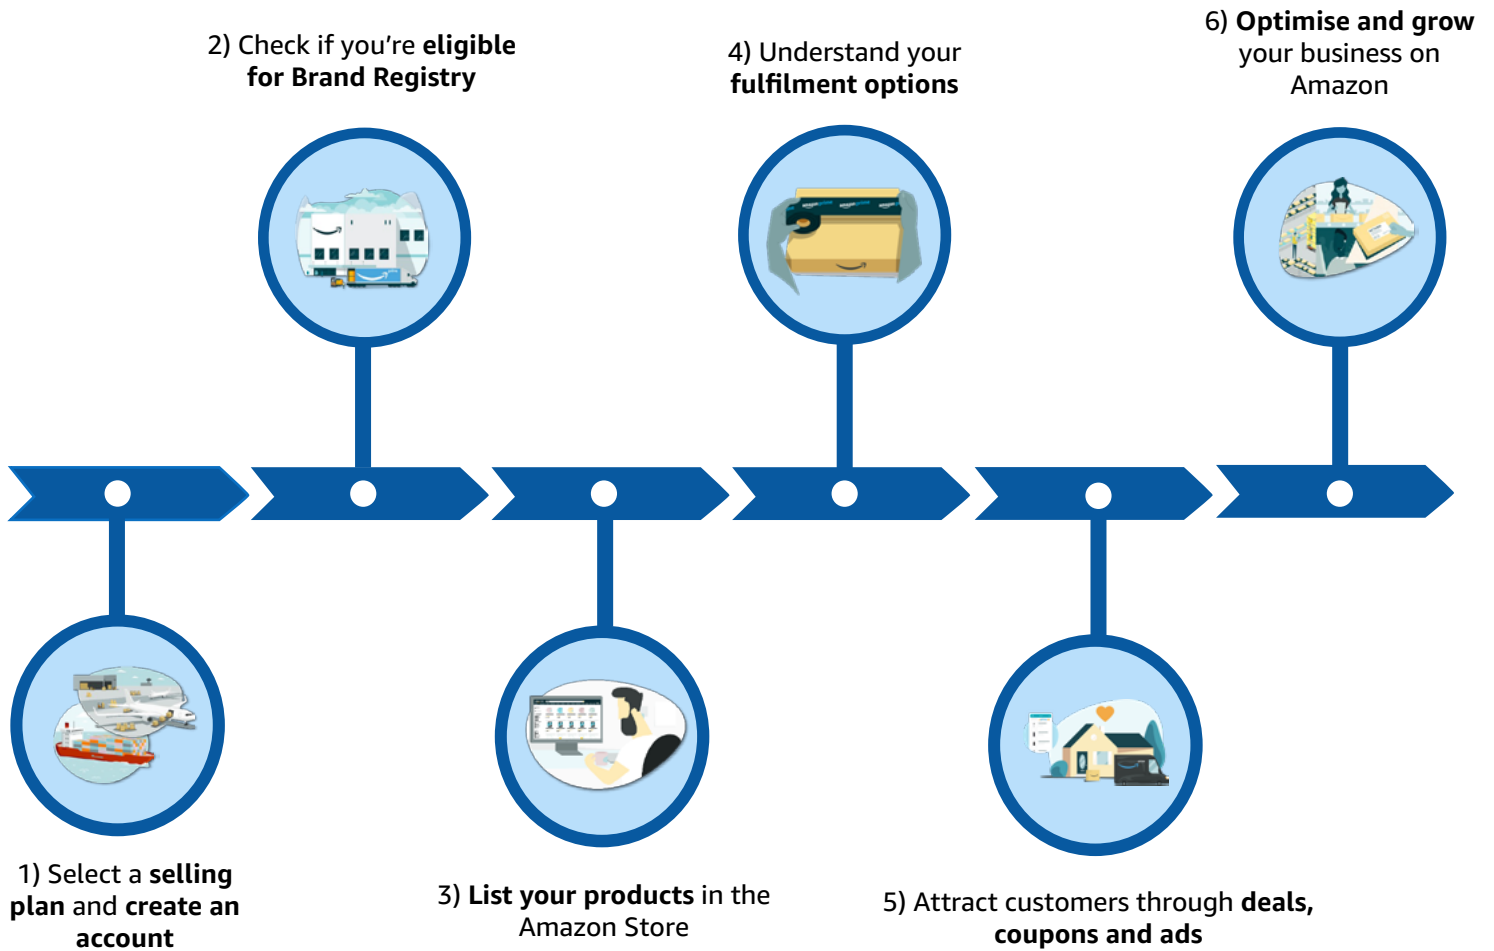 1) Select a selling
plan and create an
account
2) Check if you’re eligible
for Brand Registry
3) List your products in the
Amazon Store
4) Understand your
fulfilment options
5) Attract customers through deals,
coupons and ads
6) Optimise and grow
your business on
Amazon